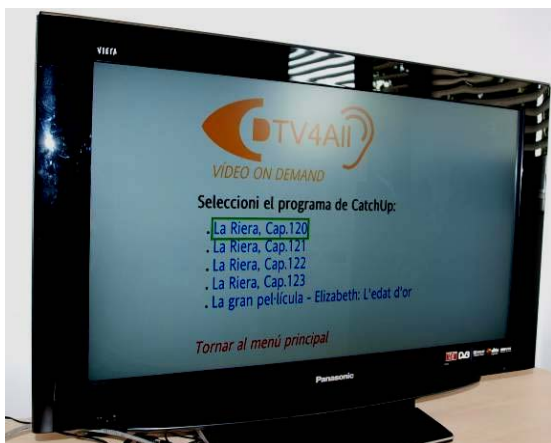 VIERA
DTV4All
VÍDEO ON DEMAND
Seleccioni el programa de CatchUp:
. La Riera, Cap.120
. La Riera, Cap.121
. La Riera, Cap.122
. La Riera, Cap.123
. La gran pel·lícula - Elizabeth: L'edat d'or
Tornar al menú principal
Panasonic